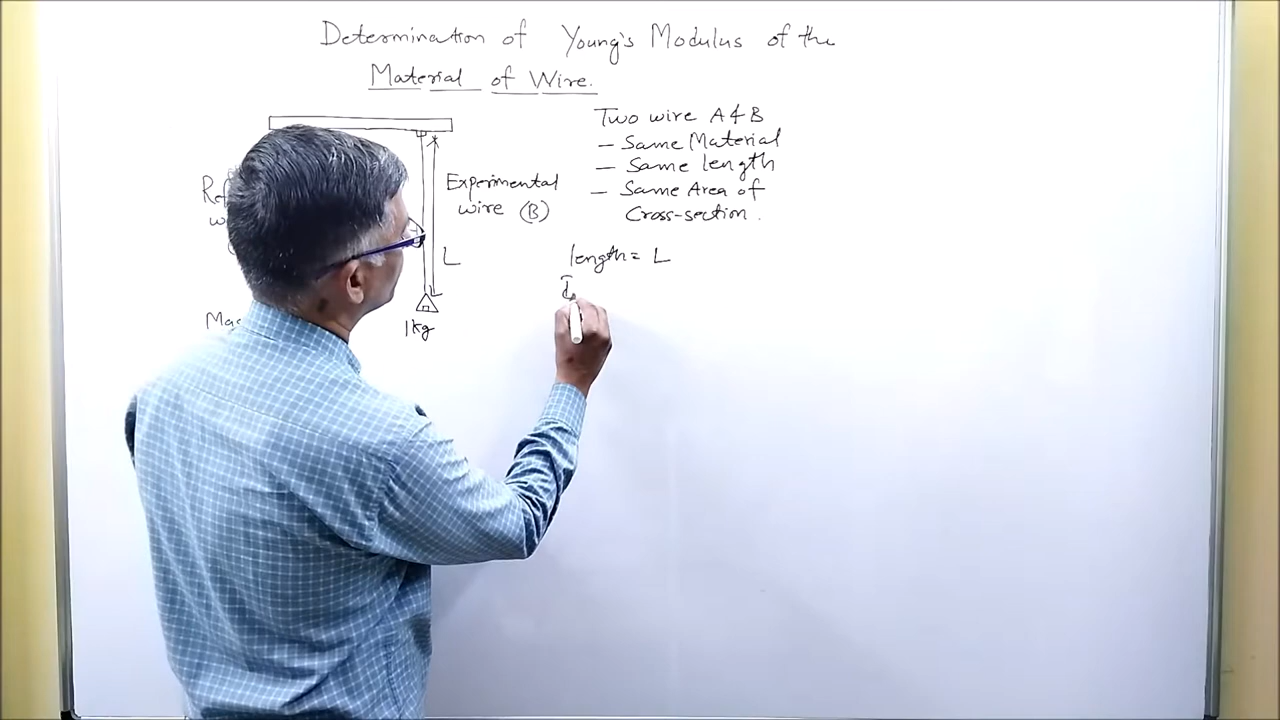 Determination of Young's Modulus of the
Material of Wire.
Two wire A & B
– Same Material
– Same length
– Same Area of
Cross-section.
Experimental
wire (B)
L
1kg
length = L